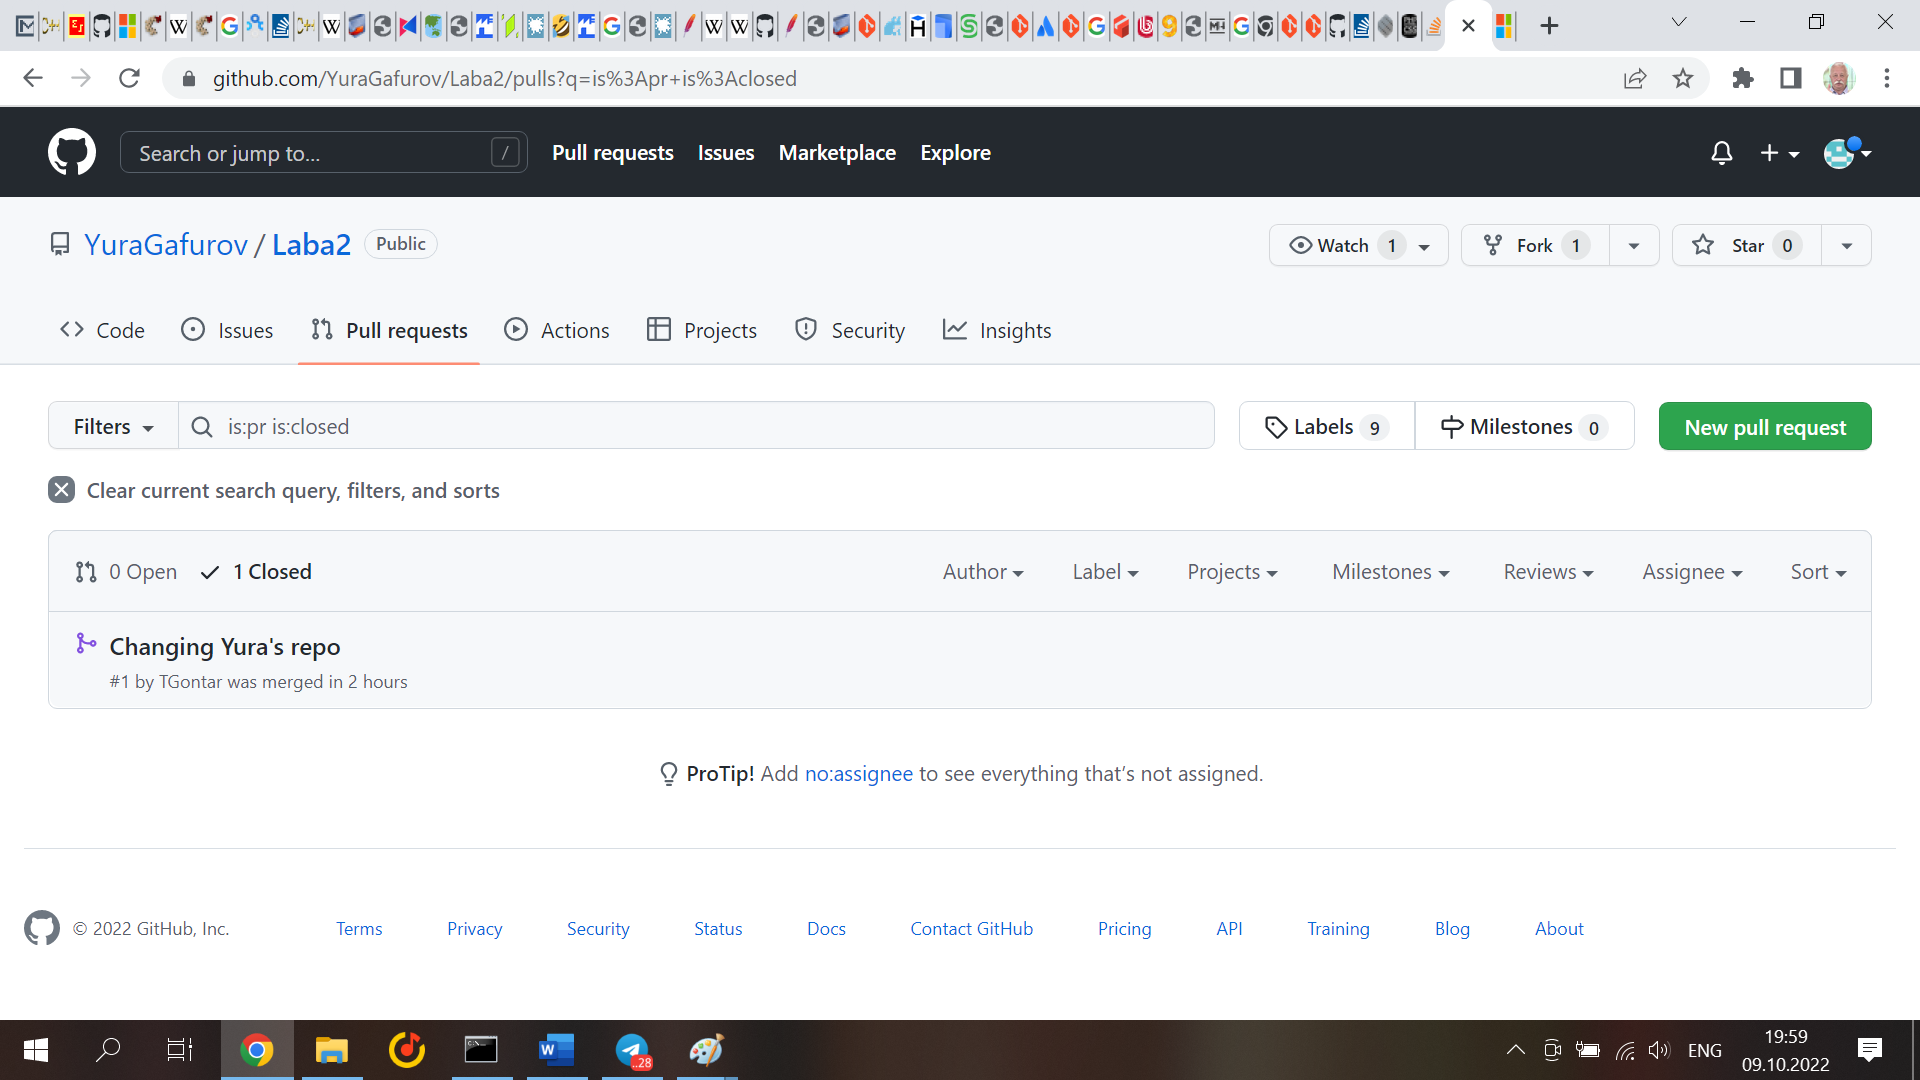 github.com/YuraGafurov/Laba2/pulls?q=is%3Apr+is%3Aclosed
Search or jump to... /
Pull requests Issues Marketplace Explore
YuraGafurov / Laba2 Public
Watch 1 Fork 1 Star 0
Code Issues Pull requests Actions Projects Security Insights
Filters is:pr is:closed Labels 9 Milestones 0 New pull request
Clear current search query, filters, and sorts
0 Open 1 Closed Author Label Projects Milestones Reviews Assignee Sort
Changing Yura's repo
#1 by TGontar was merged in 2 hours
ProTip! Add no:assignee to see everything that's not assigned.
© 2022 GitHub, Inc. Terms Privacy Security Status Docs Contact GitHub Pricing API Training Blog About
..28
ENG
19:59
09.10.2022